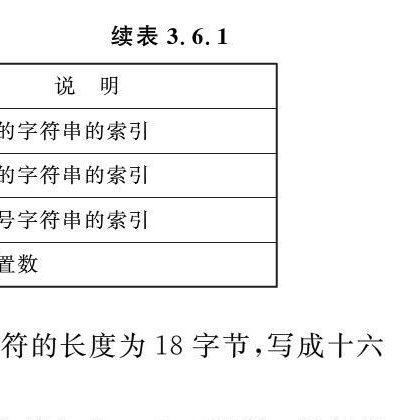 续表 3.6.1
说 明
的字符串的索引
的字符串的索引
号字符串的索引
置数
符的长度为 18 字节,写成十六